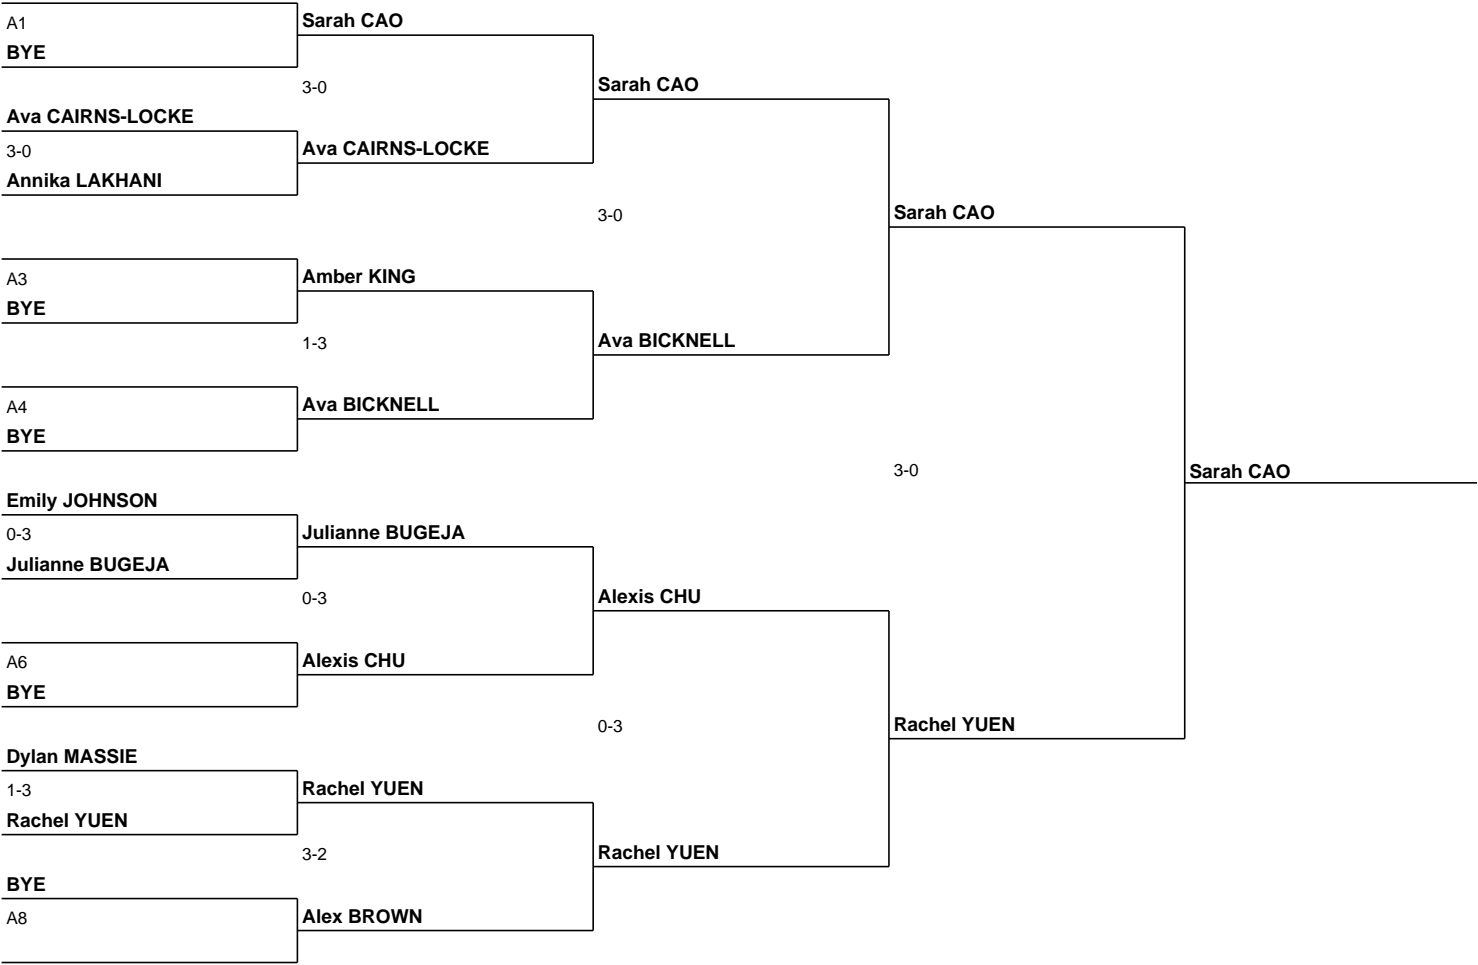 A1
BYE
Sarah CAO
3-0
Sarah CAO
Ava CAIRNS-LOCKE
3-0
Annika LAKHANI
Ava CAIRNS-LOCKE
3-0
Sarah CAO
A3
BYE
Amber KING
1-3
Ava BICKNELL
A4
BYE
Ava BICKNELL
3-0
Sarah CAO
Emily JOHNSON
0-3
Julianne BUGEJA
Julianne BUGEJA
0-3
Alexis CHU
A6
BYE
Alexis CHU
0-3
Rachel YUEN
Dylan MASSIE
1-3
Rachel YUEN
Rachel YUEN
3-2
Rachel YUEN
BYE
A8
Alex BROWN